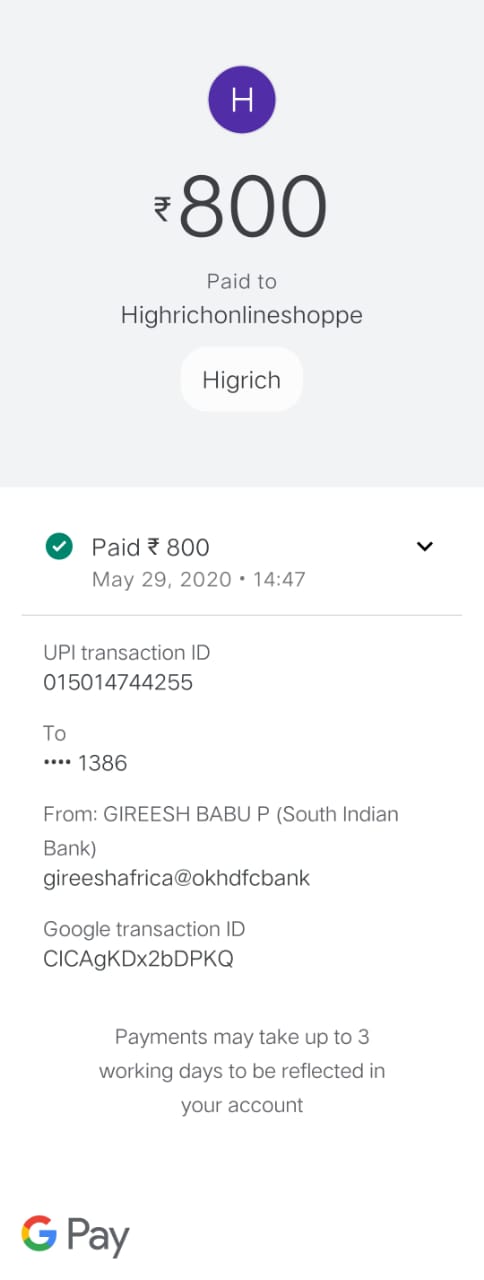 H
₹800
Paid to
Highrichonlineshoppe
Higrich
Paid ₹ 800
May 29, 2020 • 14:47
UPI transaction ID
015014744255
To
•••• 1386
From: GIREESH BABU P (South Indian
Bank)
gireeshafrica@okhdfcbank
Google transaction ID
CICAgKDx2bDPKQ
Payments may take up to 3
working days to be reflected in
your account
G Pay